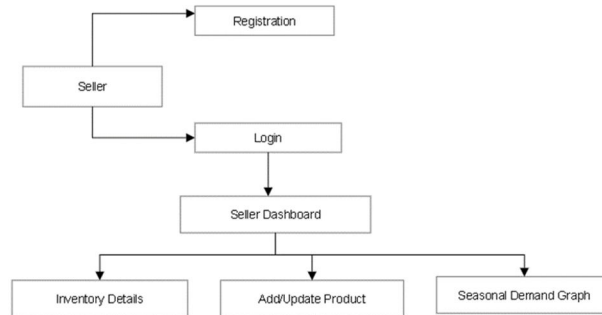 Registration
Seller
Login
Seller Dashboard
Inventory Details
Add/Update Product
Seasonal Demand Graph